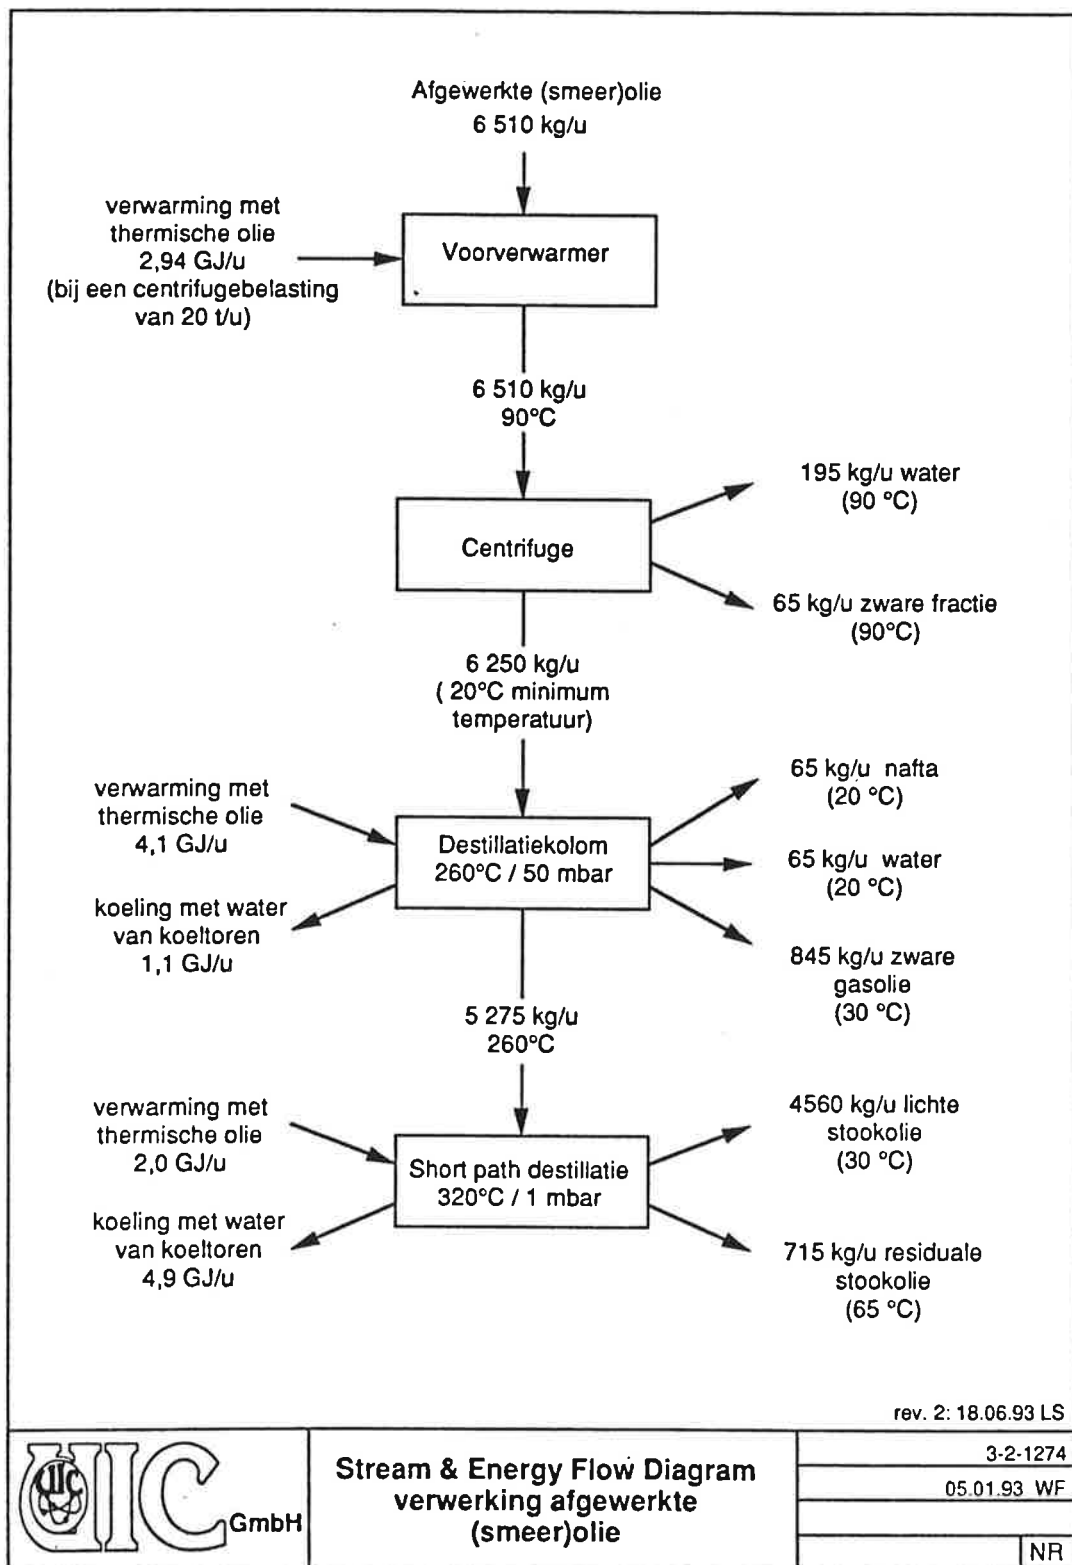 Afgewerkte (smeer)olie
6 510 kg/u
verwarming met
thermische olie
2,94 GJ/u
(bij een centrifugebelasting
van 20 t/u)
Voorverwarmer
6 510 kg/u
90°C
Centrifuge
195 kg/u water
(90 °C)
65 kg/u zware fractie
(90°C)
6 250 kg/u
( 20°C minimum
temperatuur)
verwarming met
thermische olie
4,1 GJ/u
koeling met water
van koeltoren
1,1 GJ/u
Destillatiekolom
260°C / 50 mbar
65 kg/u nafta
(20 °C)
65 kg/u water
(20 °C)
845 kg/u zware
gasolie
(30 °C)
5 275 kg/u
260°C
verwarming met
thermische olie
2,0 GJ/u
koeling met water
van koeltoren
4,9 GJ/u
Short path destillatie
320°C / 1 mbar
4560 kg/u lichte
stookolie
(30 °C)
715 kg/u residuale
stookolie
(65 °C)
rev. 2: 18.06.93 LS
UIC
UIC GmbH
Stream & Energy Flow Diagram
verwerking afgewerkte
(smeer)olie
3-2-1274
05.01.93 WF
NR